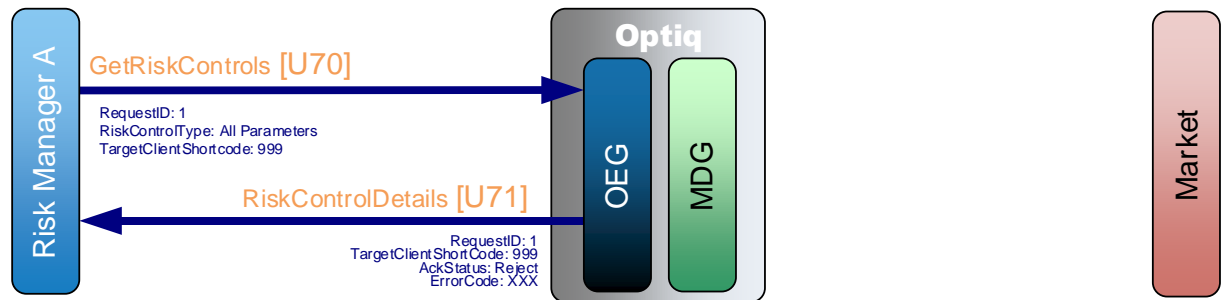 Optiq
Risk Manager A
GetRiskControls [U70]
RequestID: 1
RiskControlType: All Parameters
TargetClientShortcode: 999
OEG
MDG
Market
RiskControlDetails [U71]
RequestID: 1
TargetClientShortCode: 999
AckStatus: Reject
ErrorCode: XXX